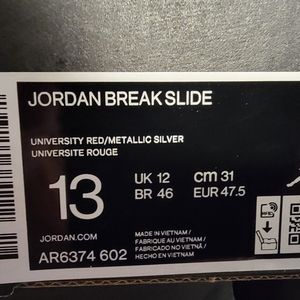 JORDAN BREAK SLIDE
UNIVERSITY RED/METALLIC SILVER
UNIVERSITE ROUGE
13
UK 12
cm 31
BR 46
EUR 47.5
JORDAN.COM
AR6374 602
MADE IN VIETNAM /
FABRIQUE AU VIETNAM /
FABRICADO NO VIETNÃ /
HECHO EN VIETNAM